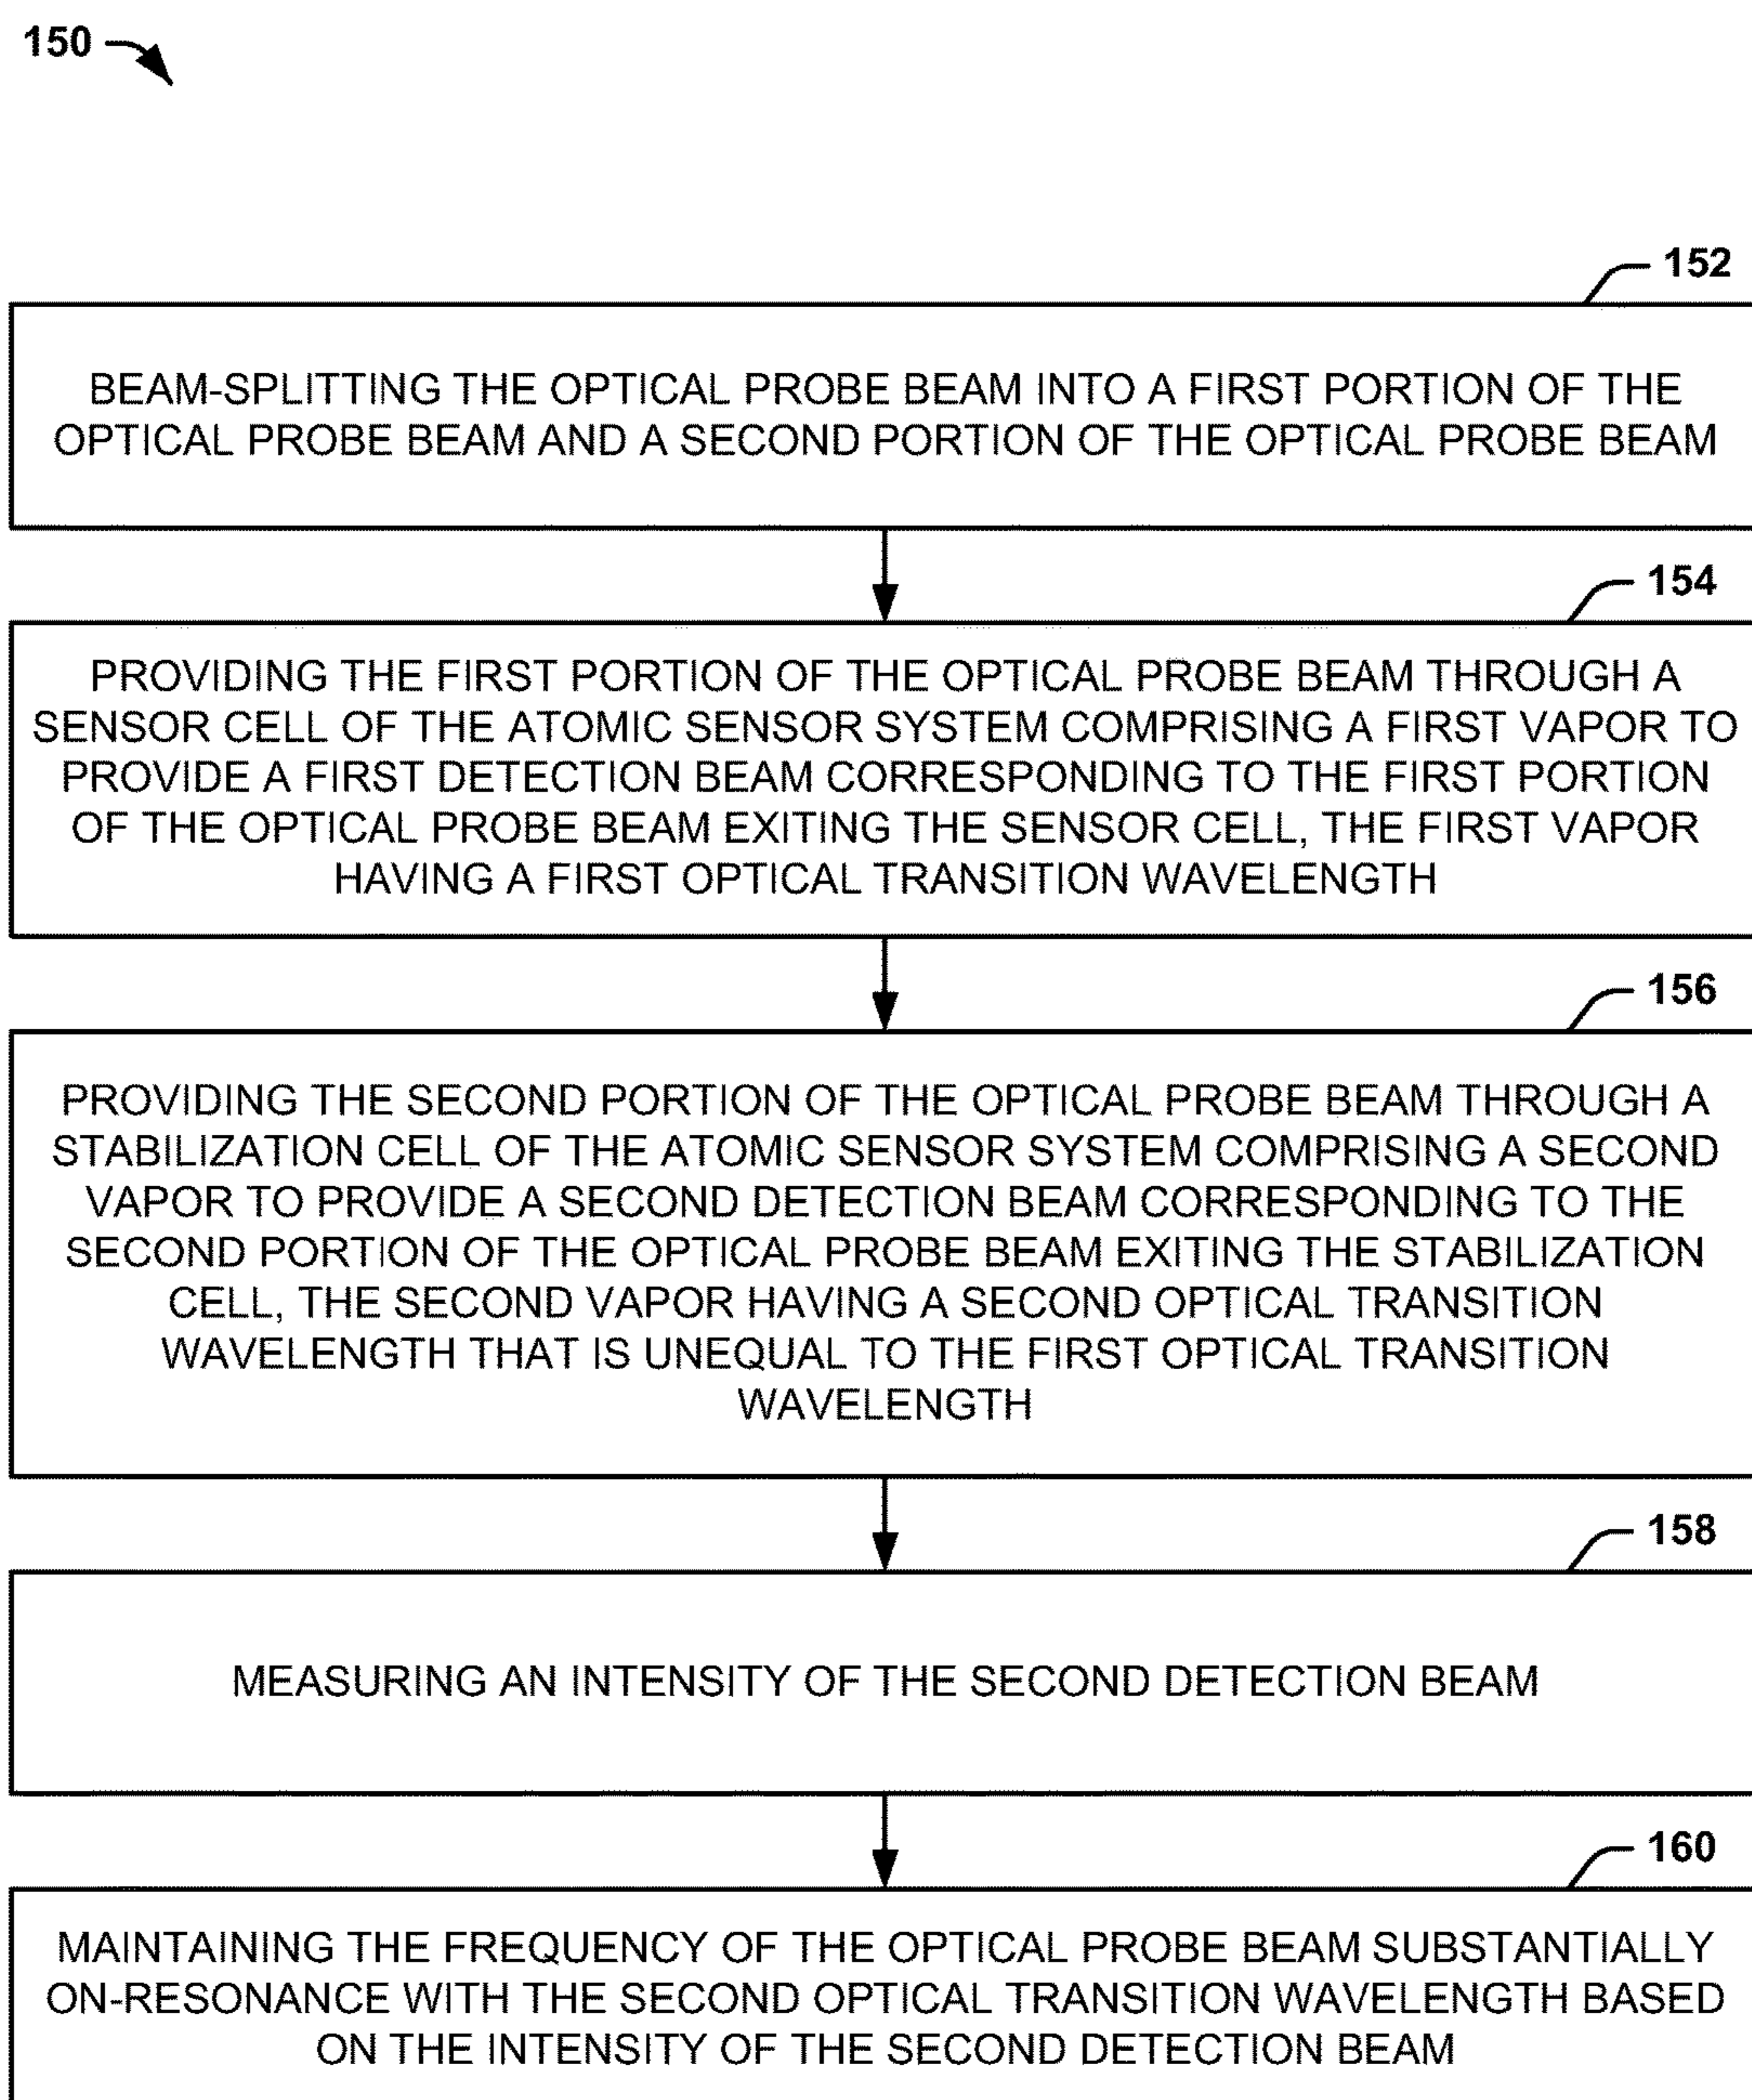 150
152
BEAM-SPLITTING THE OPTICAL PROBE BEAM INTO A FIRST PORTION OF THE
OPTICAL PROBE BEAM AND A SECOND PORTION OF THE OPTICAL PROBE BEAM
154
PROVIDING THE FIRST PORTION OF THE OPTICAL PROBE BEAM THROUGH A
SENSOR CELL OF THE ATOMIC SENSOR SYSTEM COMPRISING A FIRST VAPOR TO
PROVIDE A FIRST DETECTION BEAM CORRESPONDING TO THE FIRST PORTION
OF THE OPTICAL PROBE BEAM EXITING THE SENSOR CELL, THE FIRST VAPOR
HAVING A FIRST OPTICAL TRANSITION WAVELENGTH
156
PROVIDING THE SECOND PORTION OF THE OPTICAL PROBE BEAM THROUGH A
STABILIZATION CELL OF THE ATOMIC SENSOR SYSTEM COMPRISING A SECOND
VAPOR TO PROVIDE A SECOND DETECTION BEAM CORRESPONDING TO THE
SECOND PORTION OF THE OPTICAL PROBE BEAM EXITING THE STABILIZATION
CELL, THE SECOND VAPOR HAVING A SECOND OPTICAL TRANSITION
WAVELENGTH THAT IS UNEQUAL TO THE FIRST OPTICAL TRANSITION
WAVELENGTH
158
MEASURING AN INTENSITY OF THE SECOND DETECTION BEAM
160
MAINTAINING THE FREQUENCY OF THE OPTICAL PROBE BEAM SUBSTANTIALLY
ON-RESONANCE WITH THE SECOND OPTICAL TRANSITION WAVELENGTH BASED
ON THE INTENSITY OF THE SECOND DETECTION BEAM